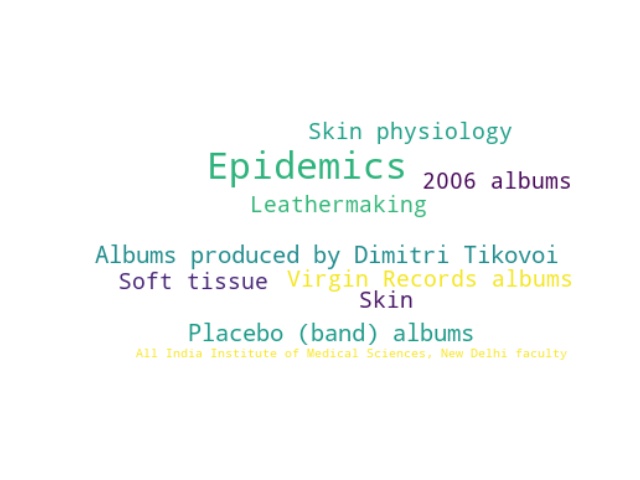 Skin physiology
Epidemics
2006 albums
Leathermaking
Albums produced by Dimitri Tikovoi
Soft tissue
Virgin Records albums
Skin
Placebo (band) albums
All India Institute of Medical Sciences, New Delhi faculty